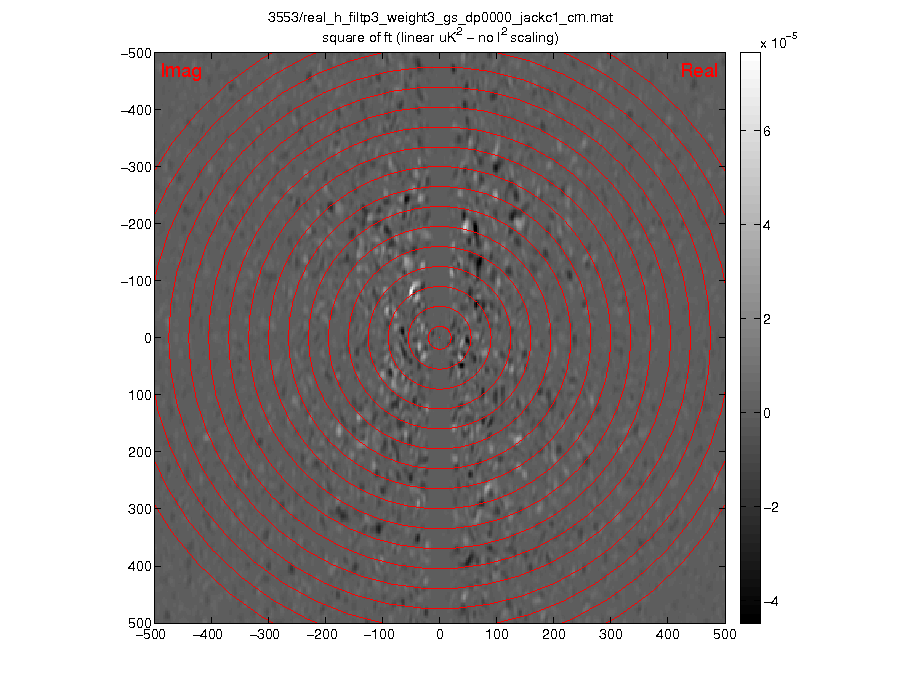 3553/real_h_filtp3_weight3_gs_dp0000_jackc1_cm.mat
square of ft (linear uK² − no l² scaling)
x 10⁻⁵
Imag
Real
−500
−400
−300
−200
−100
0
100
200
300
400
500
−500 −400 −300 −200 −100 0 100 200 300 400 500
6
4
2
0
−2
−4